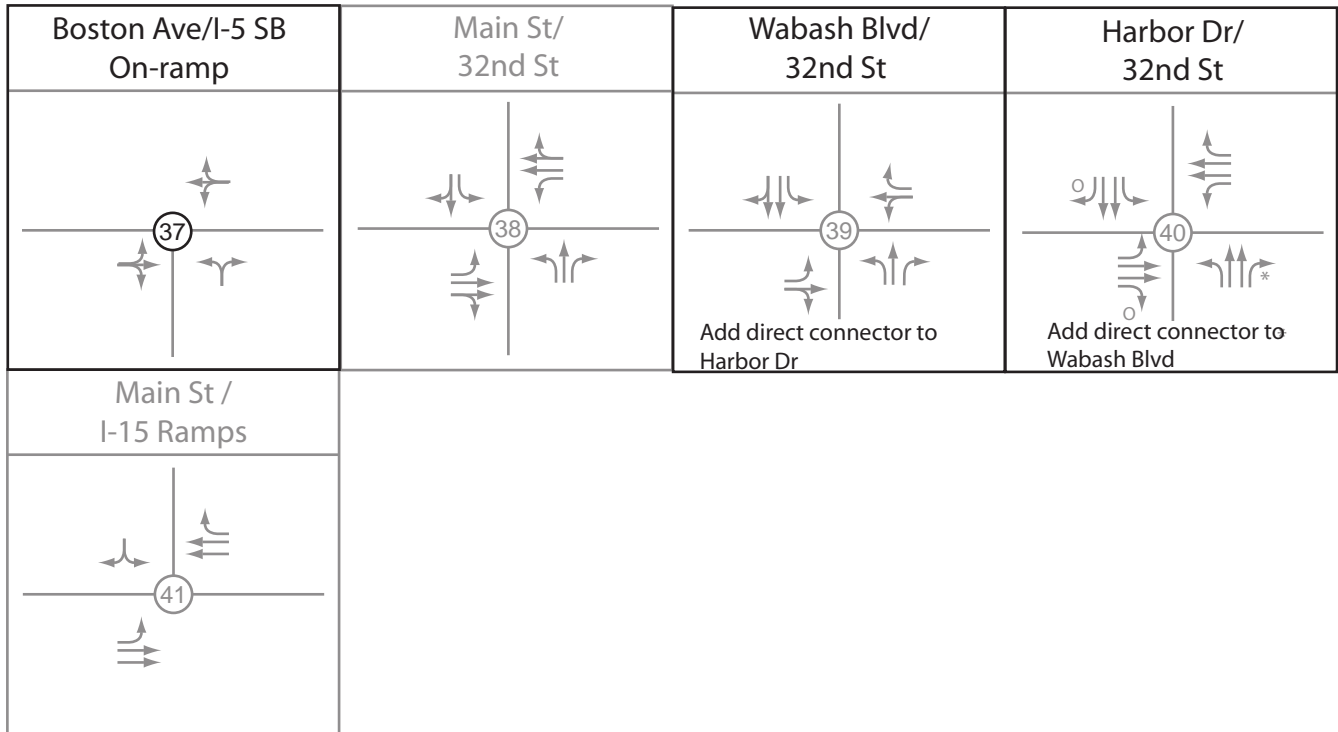 Boston Ave/I-5 SB
On-ramp
Main St/
32nd St
Wabash Blvd/
32nd St
Harbor Dr/
32nd St
37
38
39
Add direct connector to
Harbor Dr
O
40
*
O
Add direct connector to*
Wabash Blvd
Main St /
I-15 Ramps
41